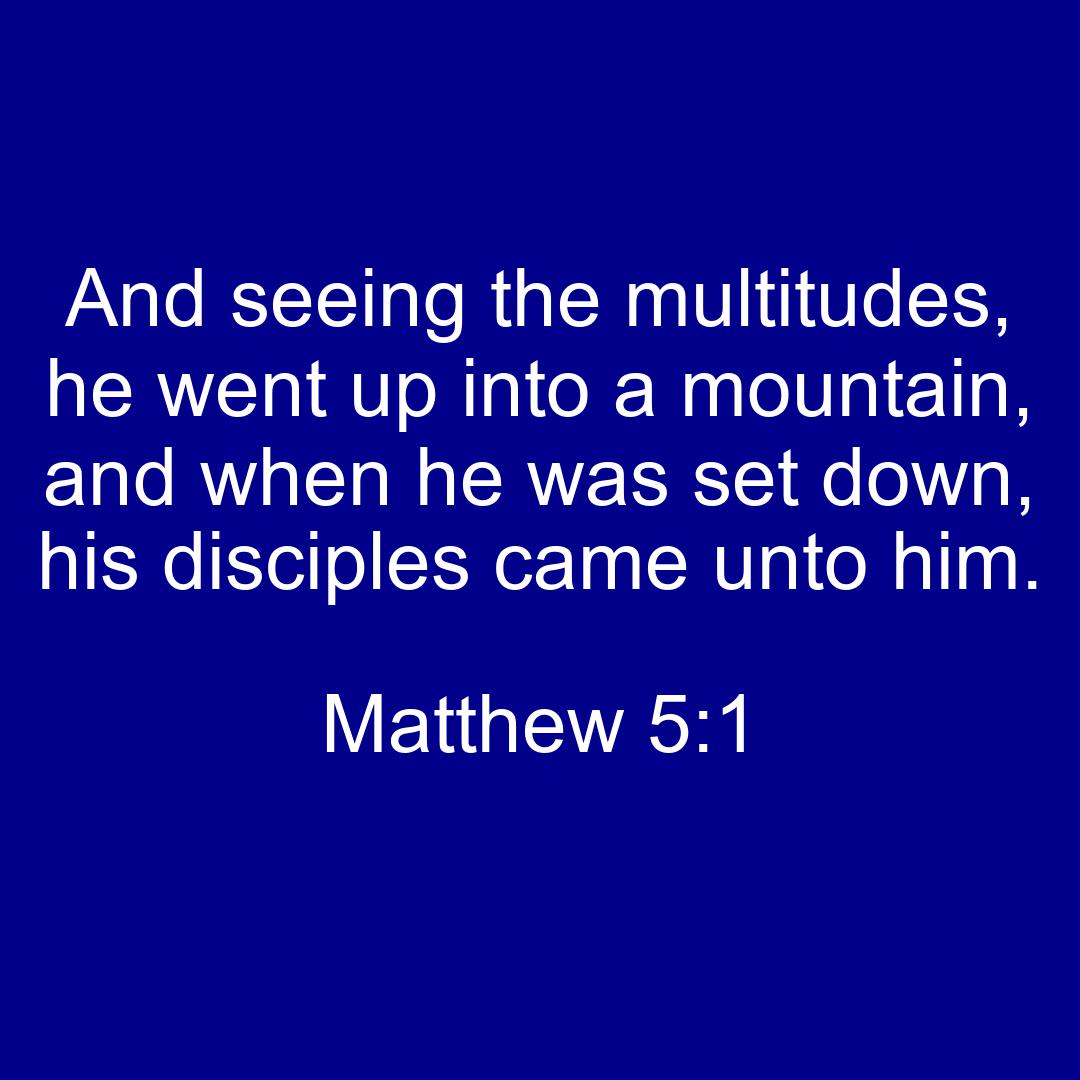 And seeing the multitudes,
he went up into a mountain,
and when he was set down,
his disciples came unto him.
Matthew 5:1